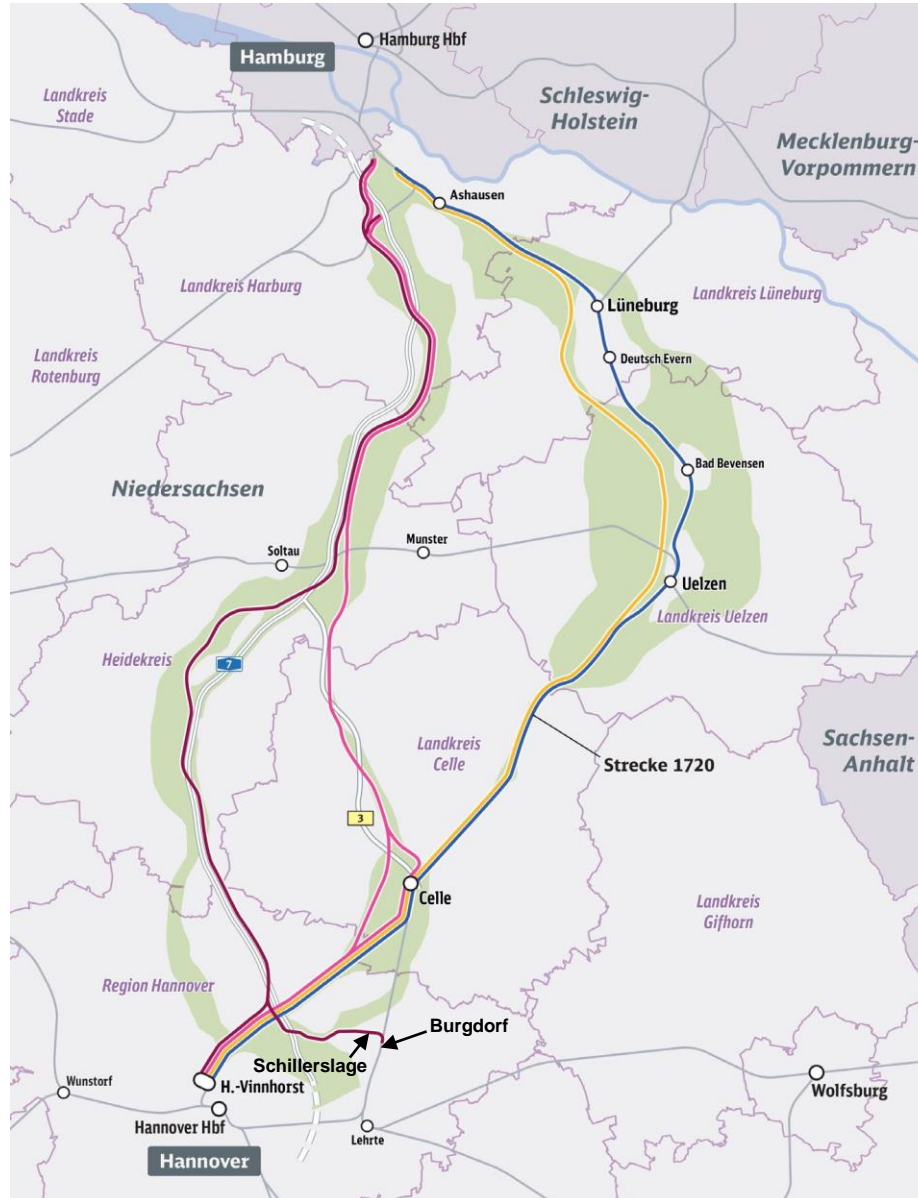 Hamburg Hbf
Hamburg
Landkreis
Stade
Schleswig-
Holstein
Mecklenburg-
Vorpommern
Ashausen
Landkreis Harburg
Landkreis Lüneburg
Lüneburg
Landkreis
Rotenburg
Deutsch Evern
Bad Bevensen
Niedersachsen
Munster
Soltau
Uelzen
Landkreis Uelzen
Heidekreis
7
Landkreis
Celle
Sachsen-
Anhalt
Strecke 1720
3
Celle
Landkreis
Gifhorn
Region Hannover
Burgdorf
Schillerslage
Wunstorf
H.-Vinnhorst
Wolfsburg
Hannover Hbf
Lehrte
Hannover